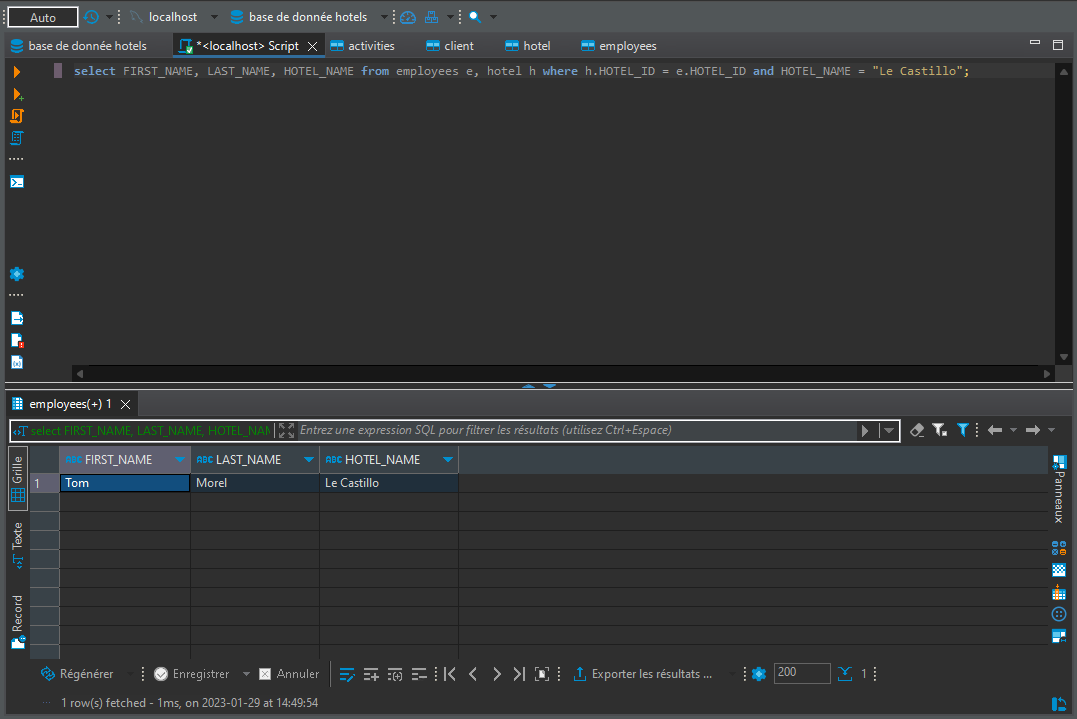 Auto localhost base de donnée hotels
base de donnée hotels *<localhost> Script activities client hotel employees
select FIRST_NAME, LAST_NAME, HOTEL_NAME from employees e, hotel h where h.HOTEL_ID = e.HOTEL_ID and HOTEL_NAME = "Le Castillo";
employees(+) 1
select FIRST_NAME, LAST_NAME, HOTEL_NAM Entrez une expression SQL pour filtrer les résultats (utilisez Ctrl+Espace)
Grille
Texte
Record
ABC FIRST_NAME ABC LAST_NAME ABC HOTEL_NAME
1 Tom Morel Le Castillo
Panneaux
Régénérer Enregistrer Annuler Exporter les résultats ... 200 1
1 row(s) fetched - 1ms, on 2023-01-29 at 14:49:54